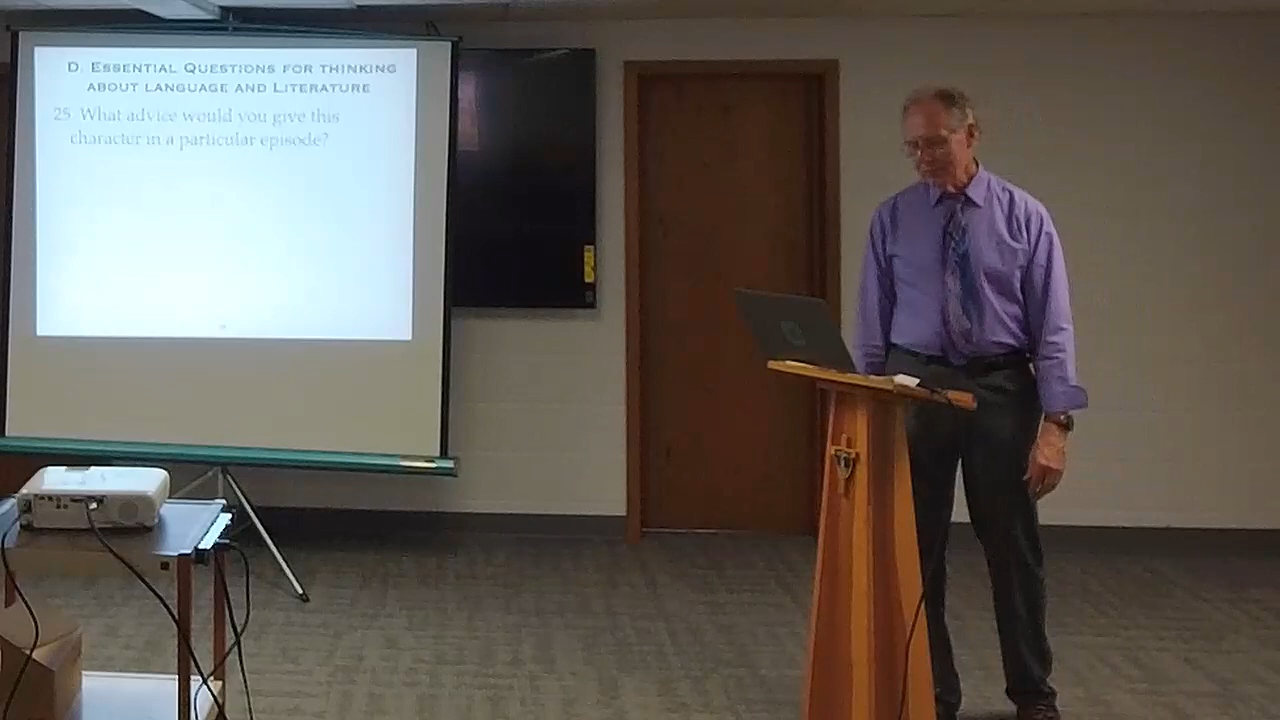 D. Essential Questions for thinking
about language and Literature
25. What advice would you give this
character in a particular episode?